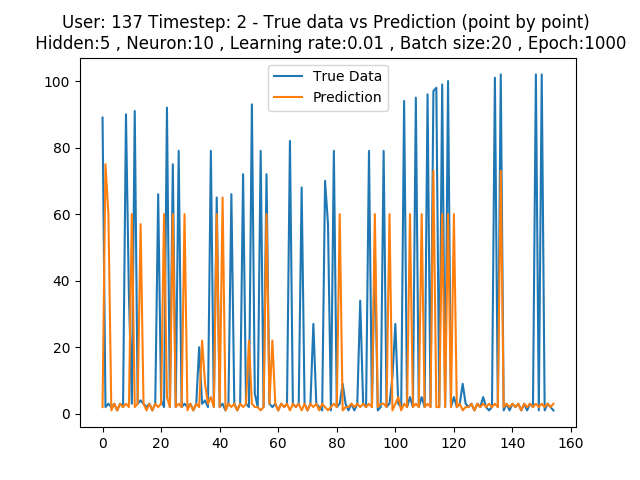 User: 137 Timestep: 2 - True data vs Prediction (point by point)
Hidden:5 , Neuron:10 , Learning rate:0.01 , Batch size:20 , Epoch:1000
True Data
Prediction
100
80
60
40
20
0
0 20 40 60 80 100 120 140 160